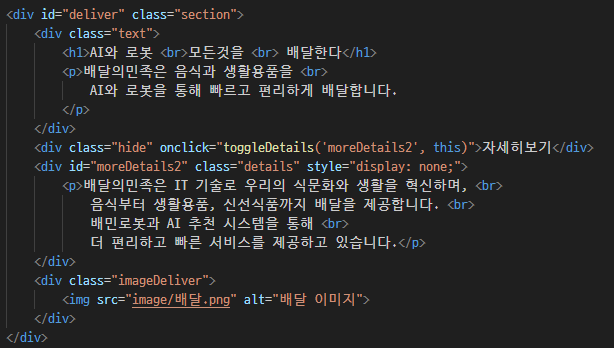 <div id="deliver" class="section">
    <div class="text">
        <h1>AI와 로봇 <br>모든것을 <br> 배달한다</h1>
        <p>배달의민족은 음식과 생활용품을 <br>
            AI와 로봇을 통해 빠르고 편리하게 배달합니다.
        </p>
    </div>
    <div class="hide" onclick="toggleDetails('moreDetails2', this)">자세히보기</div>
    <div id="moreDetails2" class="details" style="display: none;">
        <p>배달의민족은 IT 기술로 우리의 식문화와 생활을 혁신하며, <br>
            음식부터 생활용품, 신선식품까지 배달을 제공합니다. <br>
            배민로봇과 AI 추천 시스템을 통해 <br>
            더 편리하고 빠른 서비스를 제공하고 있습니다.</p>
    </div>
    <div class="imageDeliver">
        <img src="image/배달.png" alt="배달 이미지">
    </div>
</div>